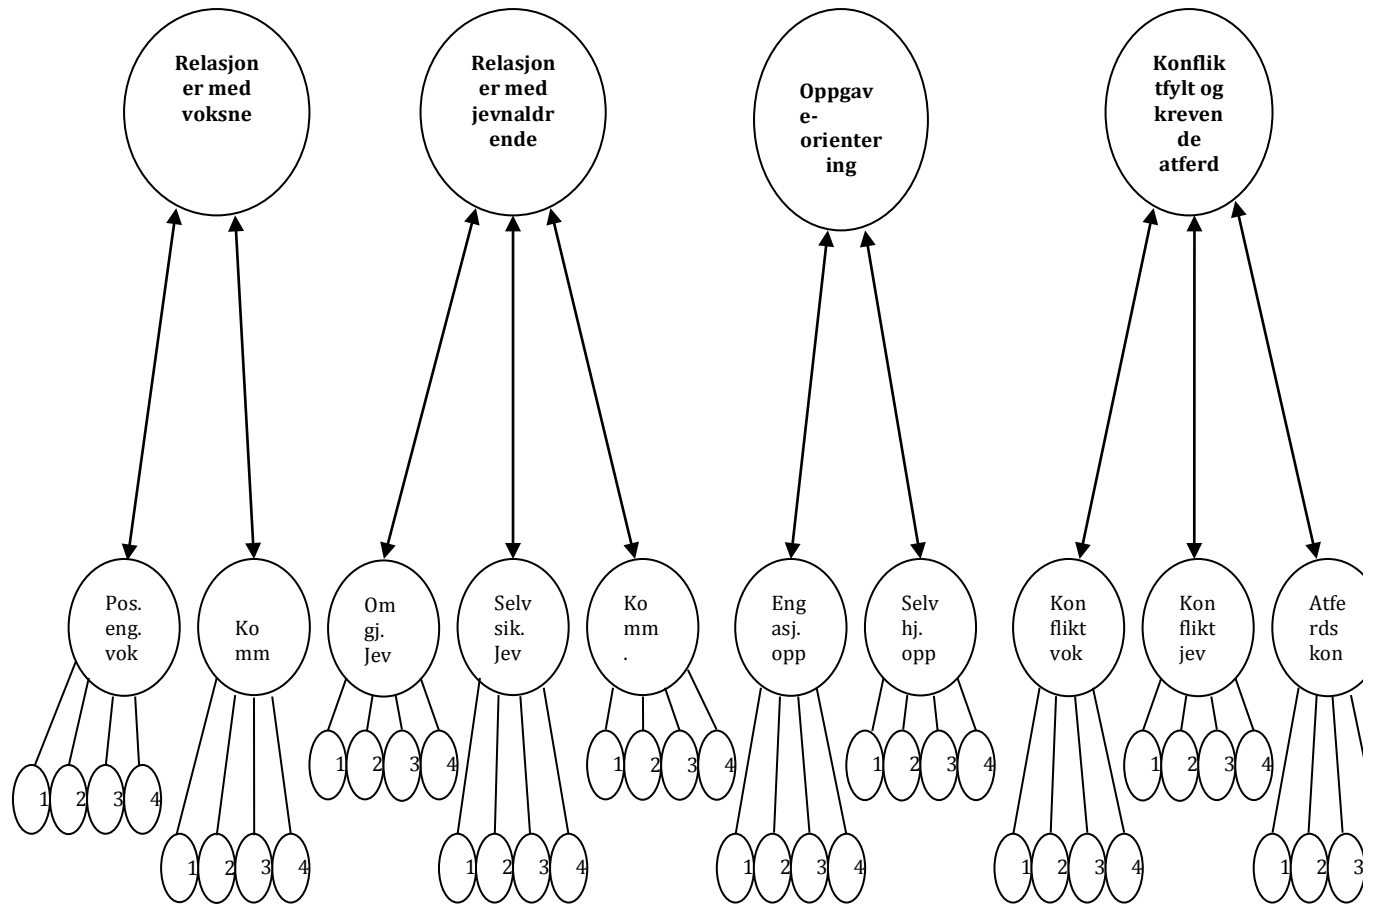 Relasjon
er med
voksne
Relasjon
er med
jevnaldr
ende
Oppgav
e-
orienter
ing
Konflik
tfylt og
kreven
de
atferd
Pos.
eng.
vok
Ko
mm
Om
gj.
Jev
Selv
sik.
Jev
Ko
mm
.
Eng
asj.
opp
Selv
hj.
opp
Kon
flikt
vok
Kon
flikt
jev
Atfe
rds
kon
1 2 3 4
1 2 3 4
1 2 3 4
1 2 3 4
1 2 3 4
1 2 3 4
1 2 3 4
1 2 3 4
1 2 3 4
1 2 3